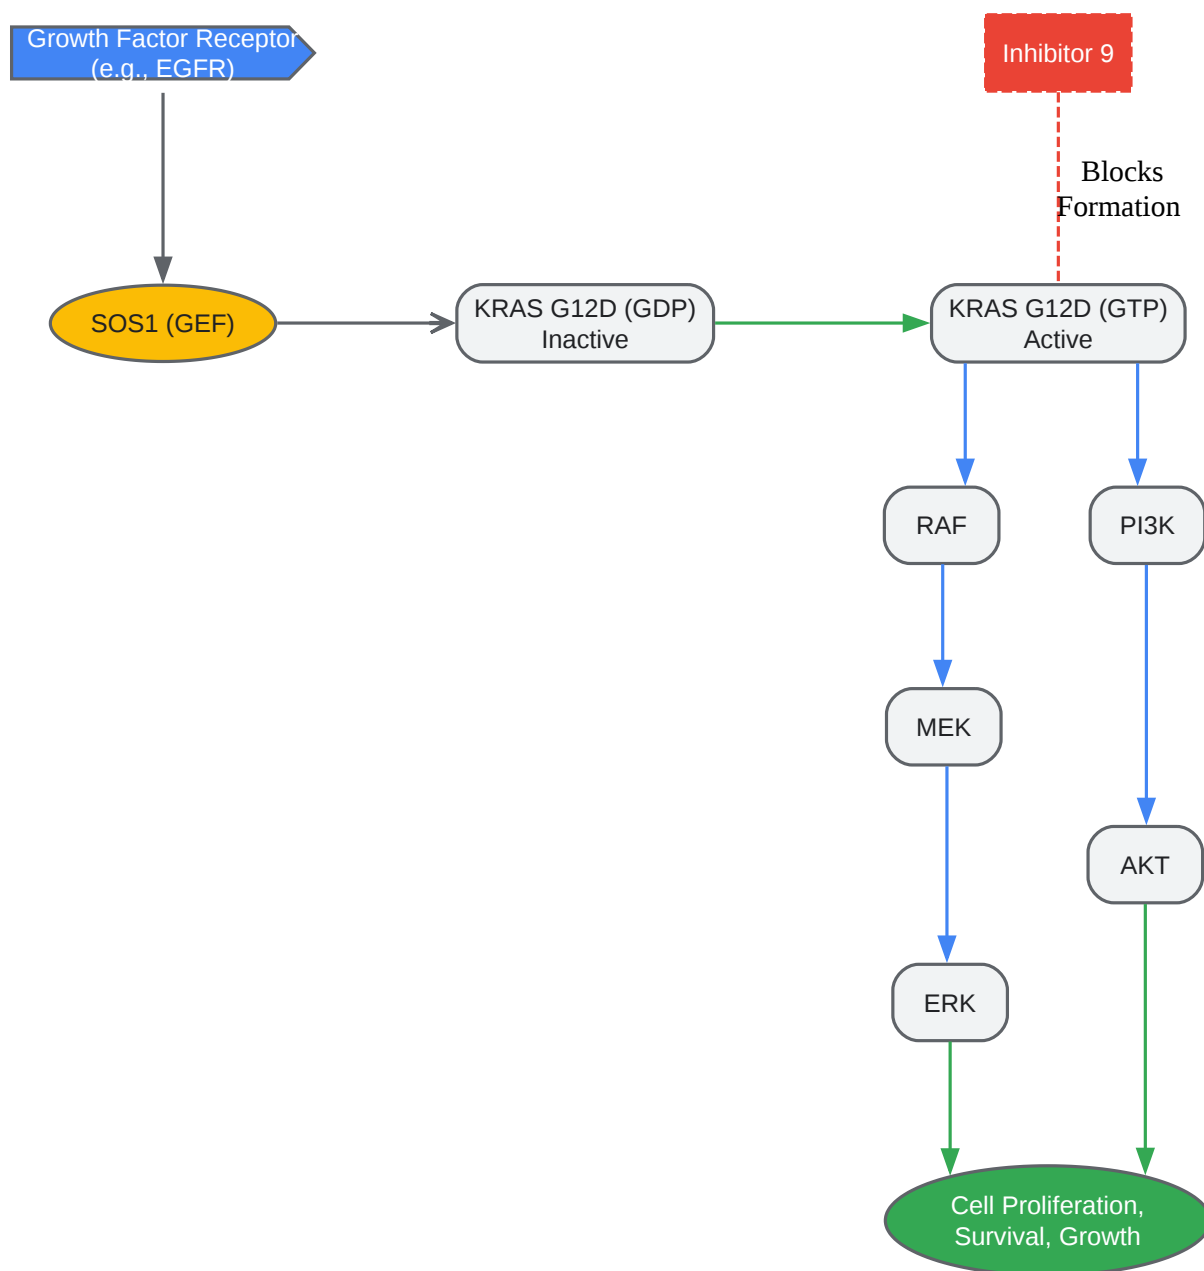 Growth Factor Receptor
(e.g., EGFR)
Inhibitor 9
Blocks
Formation
SOS1 (GEF)
KRAS G12D (GDP)
Inactive
KRAS G12D (GTP)
Active
RAF
PI3K
MEK
AKT
ERK
Cell Proliferation,
Survival, Growth